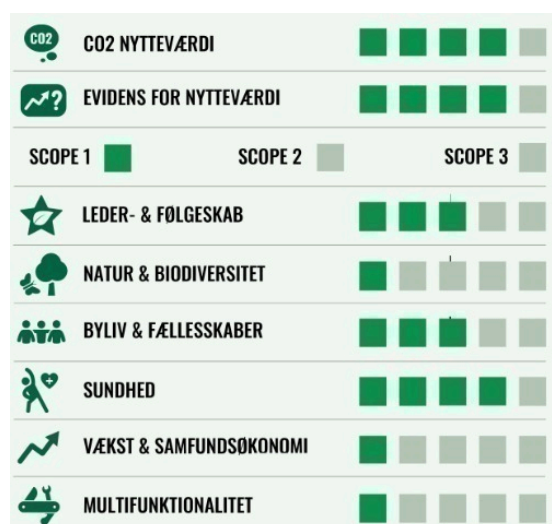 CO2 CO2 NYTTEVÆRDI
? EVIDENS FOR NYTTEVÆRDI
SCOPE 1 SCOPE 2 SCOPE 3
LEDER- & FØLGESKAB
NATUR & BIODIVERSITET
BYLIV & FÆLLESSKABER
SUNDHED
VÆKST & SAMFUNDSØKONOMI
MULTIFUNKTIONALITET